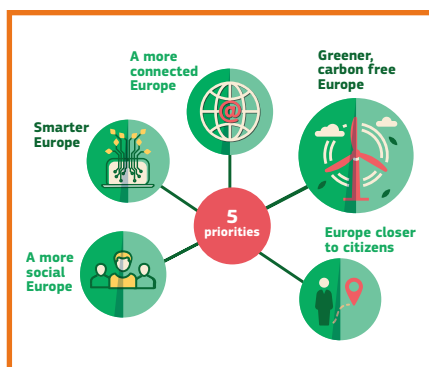 A more
connected
Europe
Greener,
carbon free
Europe
Smarter
Europe
@
5
priorities
A more
social
Europe
Europe closer
to citizens